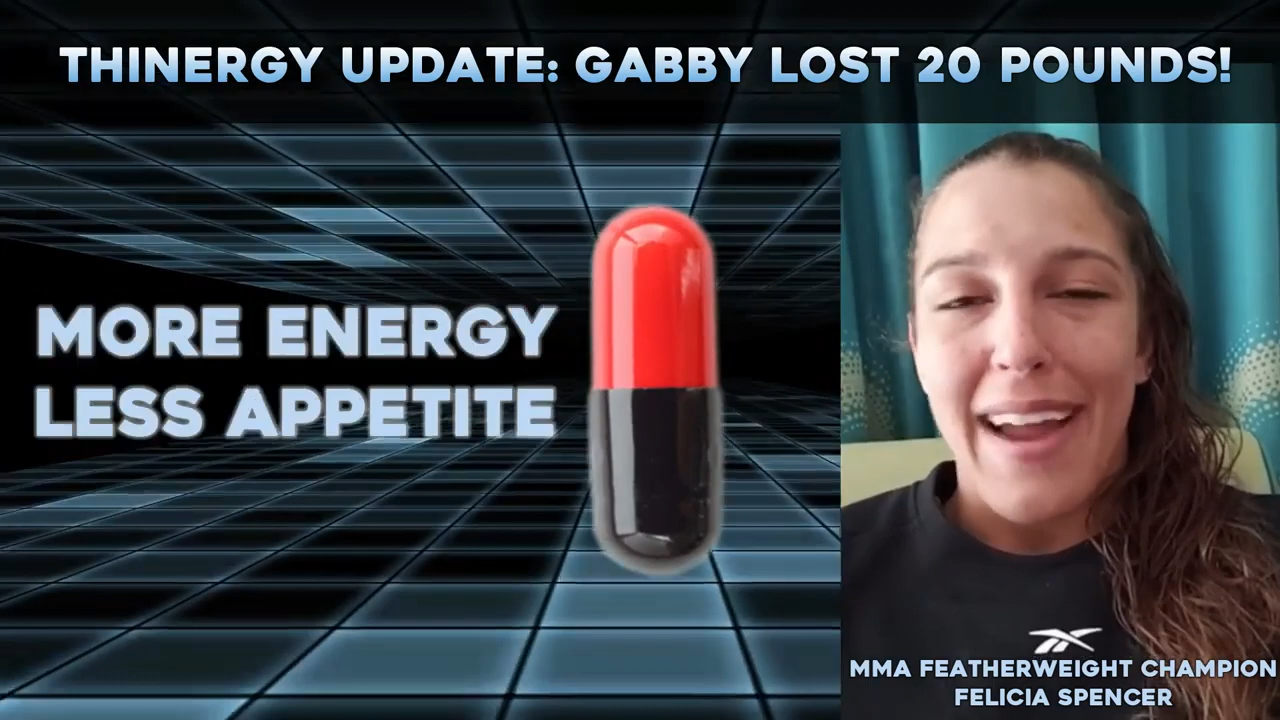 THINERGY UPDATE: GABBY LOST 20 POUNDS!
MORE ENERGY
LESS APPETITE
MMA FEATHERWEIGHT CHAMPION
FELICIA SPENCER